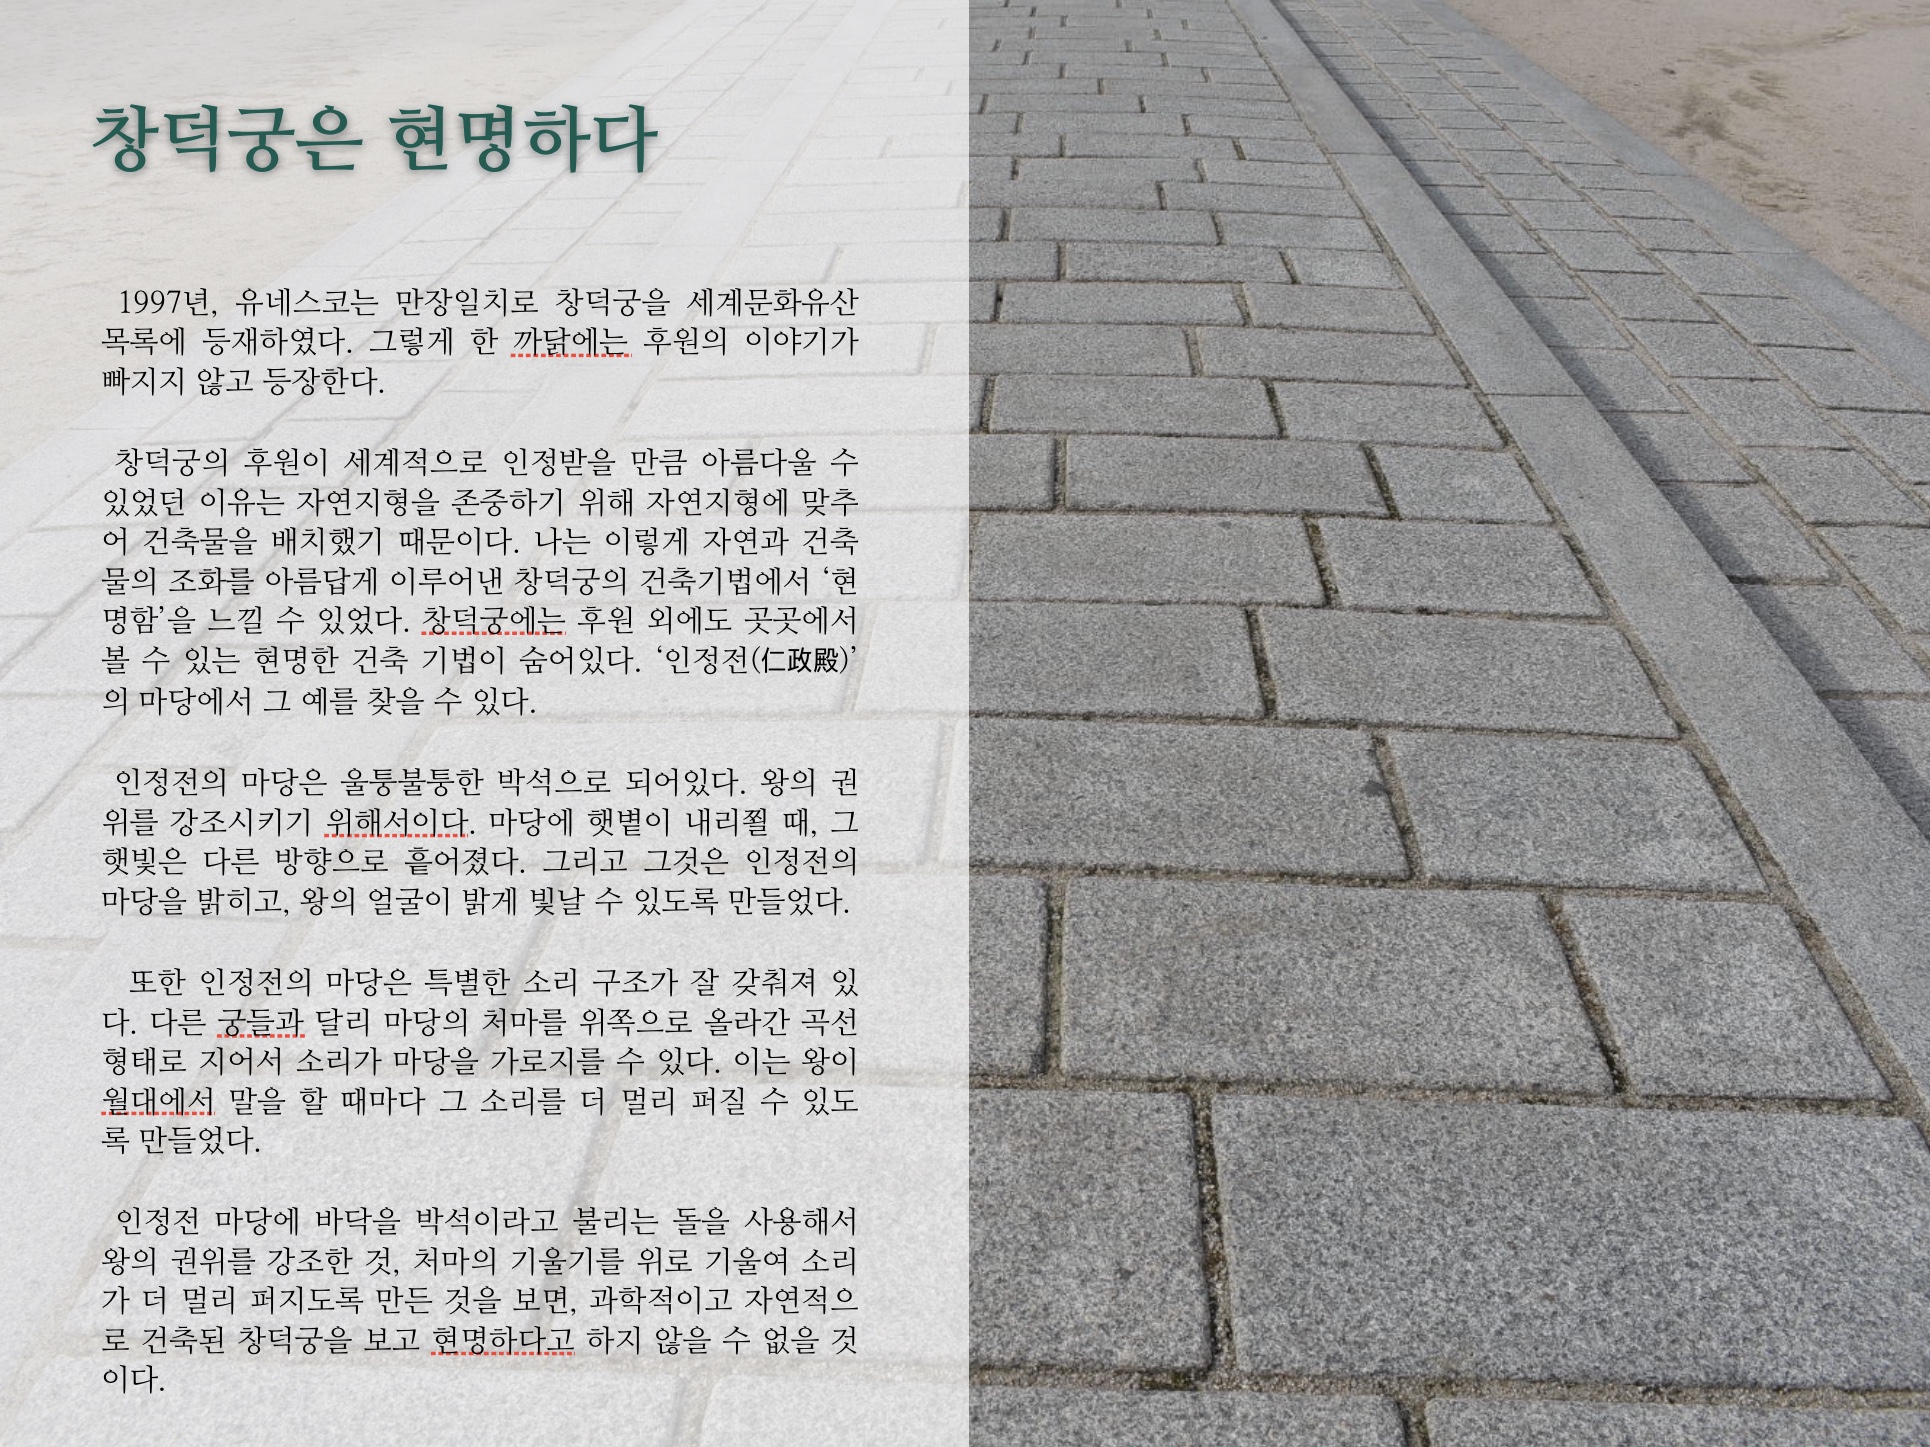 창덕궁은 현명하다
1997년, 유네스코는 만장일치로 창덕궁을 세계문화유산
목록에 등재하였다. 그렇게 한 까닭에는 후원의 이야기가
빠지지 않고 등장한다.
창덕궁의 후원이 세계적으로 인정받을 만큼 아름다울 수
있었던 이유는 자연지형을 존중하기 위해 자연지형에 맞추
어 건축물을 배치했기 때문이다. 나는 이렇게 자연과 건축
물의 조화를 아름답게 이루어낸 창덕궁의 건축기법에서 ‘현
명함’을 느낄 수 있었다. 창덕궁에는 후원 외에도 곳곳에서
볼 수 있는 현명한 건축 기법이 숨어있다. ‘인정전(仁政殿)’
의 마당에서 그 예를 찾을 수 있다.
인정전의 마당은 울퉁불퉁한 박석으로 되어있다. 왕의 권
위를 강조시키기 위해서이다. 마당에 햇볕이 내리쬘 때, 그
햇빛은 다른 방향으로 흩어졌다. 그리고 그것은 인정전의
마당을 밝히고, 왕의 얼굴이 밝게 빛날 수 있도록 만들었다.
또한 인정전의 마당은 특별한 소리 구조가 잘 갖춰져 있
다. 다른 궁들과 달리 마당의 처마를 위쪽으로 올라간 곡선
형태로 지어서 소리가 마당을 가로지를 수 있다. 이는 왕이
월대에서 말을 할 때마다 그 소리를 더 멀리 퍼질 수 있도
록 만들었다.
인정전 마당에 바닥을 박석이라고 불리는 돌을 사용해서
왕의 권위를 강조한 것, 처마의 기울기를 위로 기울여 소리
가 더 멀리 퍼지도록 만든 것을 보면, 과학적이고 자연적으
로 건축된 창덕궁을 보고 현명하다고 하지 않을 수 없을 것
이다.